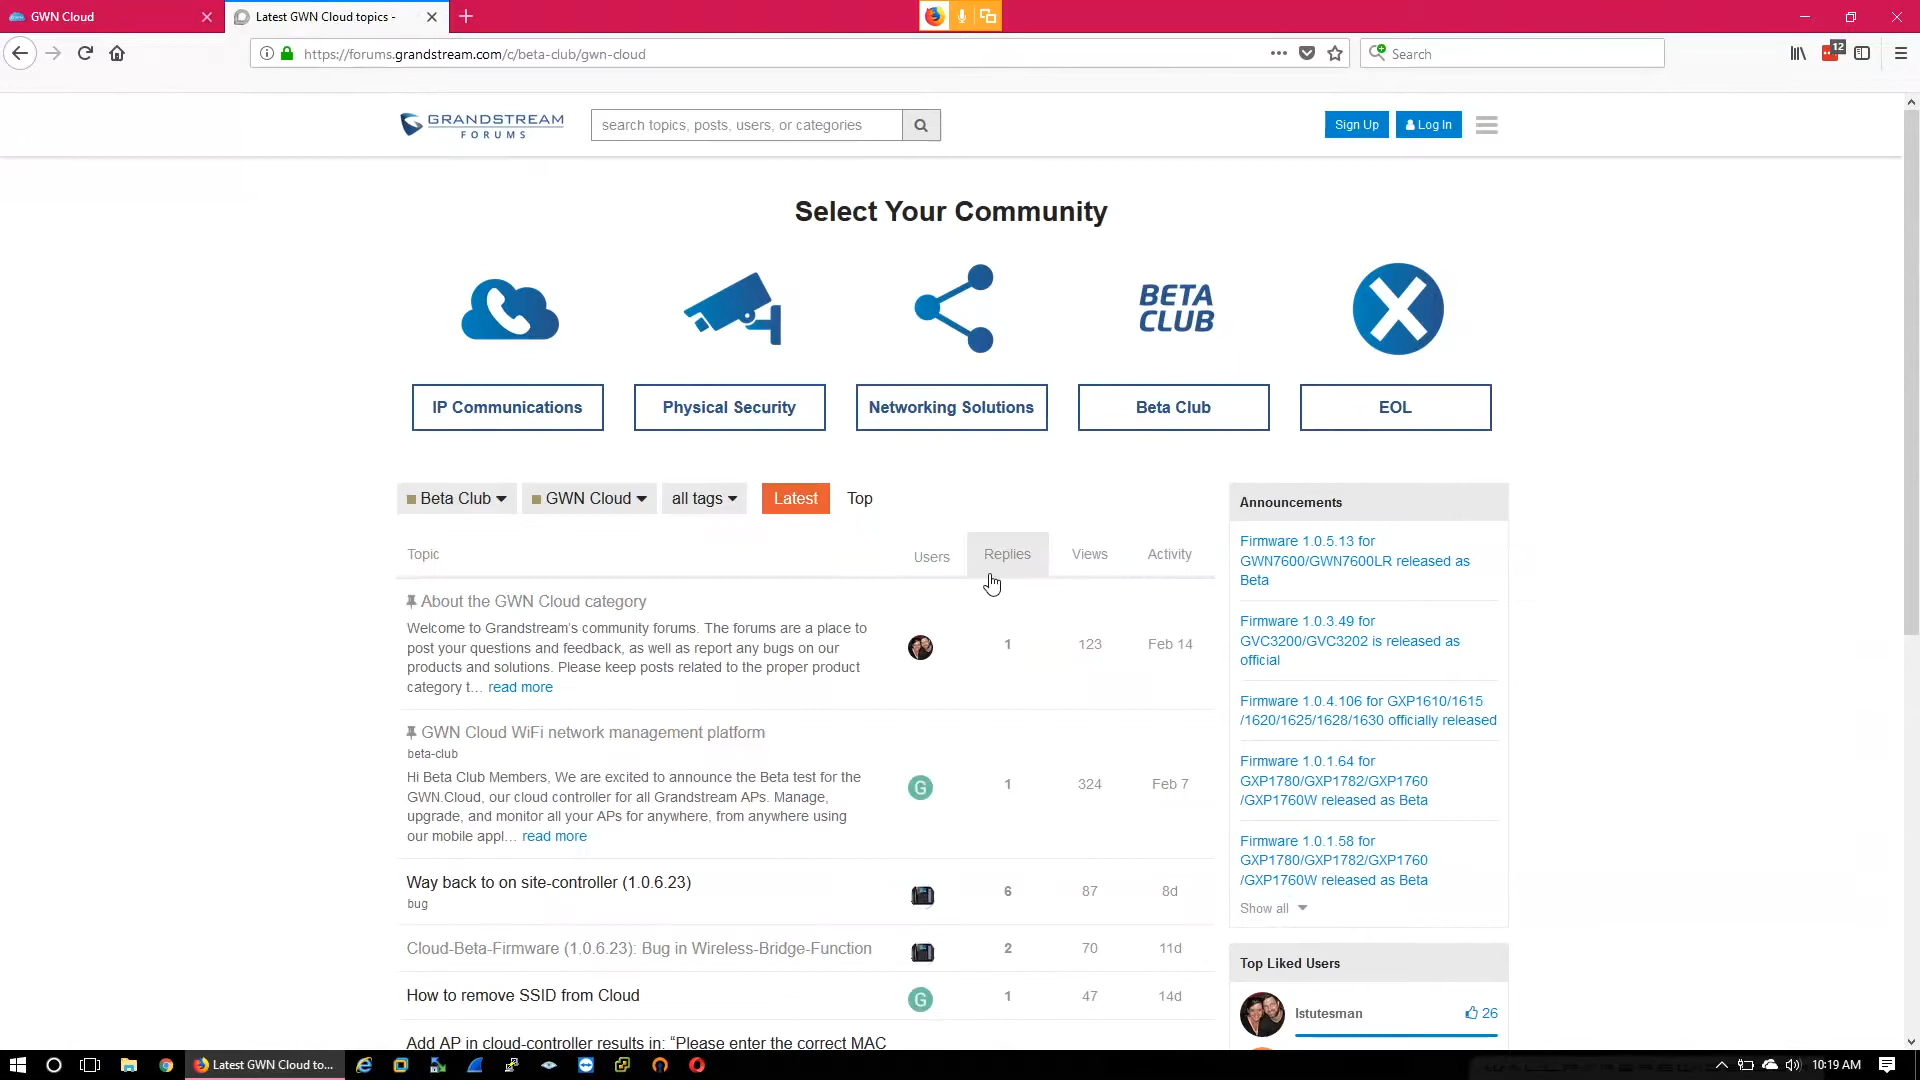 GWN Cloud
Latest GWN Cloud topics -
https://forums.grandstream.com/c/beta-club/gwn-cloud
Search
12
GRANDSTREAM
FORUMS
search topics, posts, users, or categories
Sign Up
Log In
Select Your Community
BETA
CLUB
IP Communications
Physical Security
Networking Solutions
Beta Club
EOL
Beta Club
GWN Cloud
all tags
Latest
Top
Topic
Users
Replies
Views
Activity
About the GWN Cloud category
Welcome to Grandstream's community forums. The forums are a place to
post your questions and feedback, as well as report any bugs on our
products and solutions. Please keep posts related to the proper product
category t… read more
1
123
Feb 14
GWN Cloud WiFi network management platform
beta-club
Hi Beta Club Members, We are excited to announce the Beta test for the
GWN.Cloud, our cloud controller for all Grandstream APs. Manage,
upgrade, and monitor all your APs for anywhere, from anywhere using
our mobile appl… read more
G
1
324
Feb 7
Way back to on site-controller (1.0.6.23)
bug
6
87
8d
Cloud-Beta-Firmware (1.0.6.23): Bug in Wireless-Bridge-Function
2
70
11d
How to remove SSID from Cloud
G
1
47
14d
Add AP in cloud-controller results in: “Please enter the correct MAC
Announcements
Firmware 1.0.5.13 for
GWN7600/GWN7600LR released as
Beta
Firmware 1.0.3.49 for
GVC3200/GVC3202 is released as
official
Firmware 1.0.4.106 for GXP1610/1615
/1620/1625/1628/1630 officially released
Firmware 1.0.1.64 for
GXP1780/GXP1782/GXP1760
/GXP1760W released as Beta
Firmware 1.0.1.58 for
GXP1780/GXP1782/GXP1760
/GXP1760W released as Beta
Show all
Top Liked Users
lstutesman
26
Latest GWN Cloud to...
10:19 AM